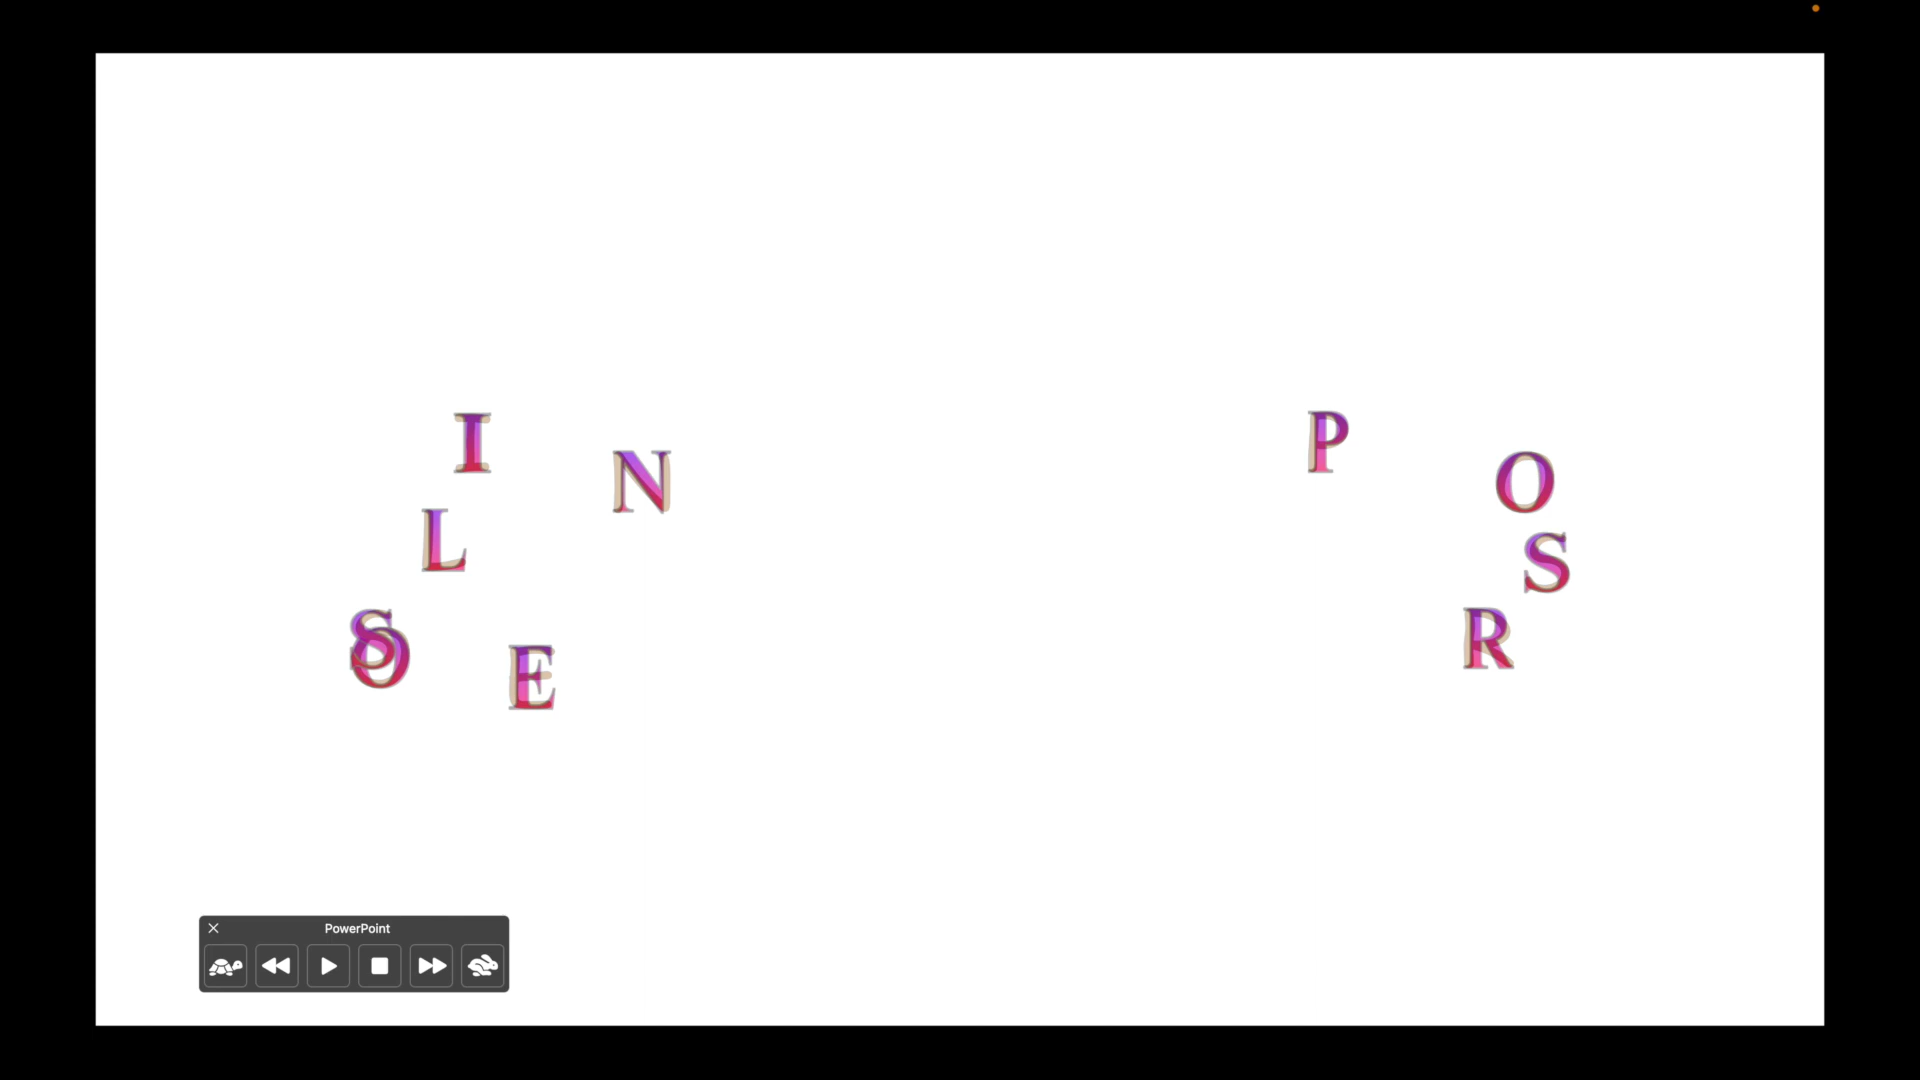 I P
N O
L S
S O R
E
PowerPoint